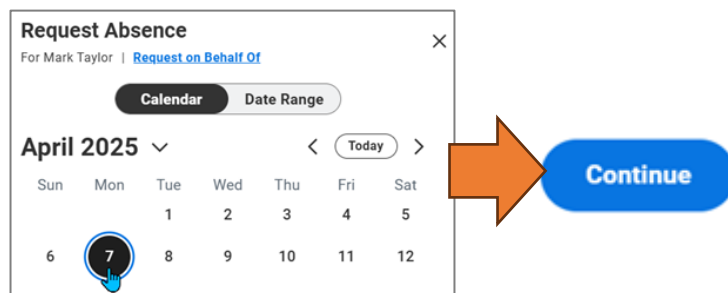 Request Absence
For Mark Taylor | Request on Behalf Of
Calendar Date Range
April 2025 Today
Sun Mon Tue Wed Thu Fri Sat
1 2 3 4 5
6 7 8 9 10 11 12
Continue